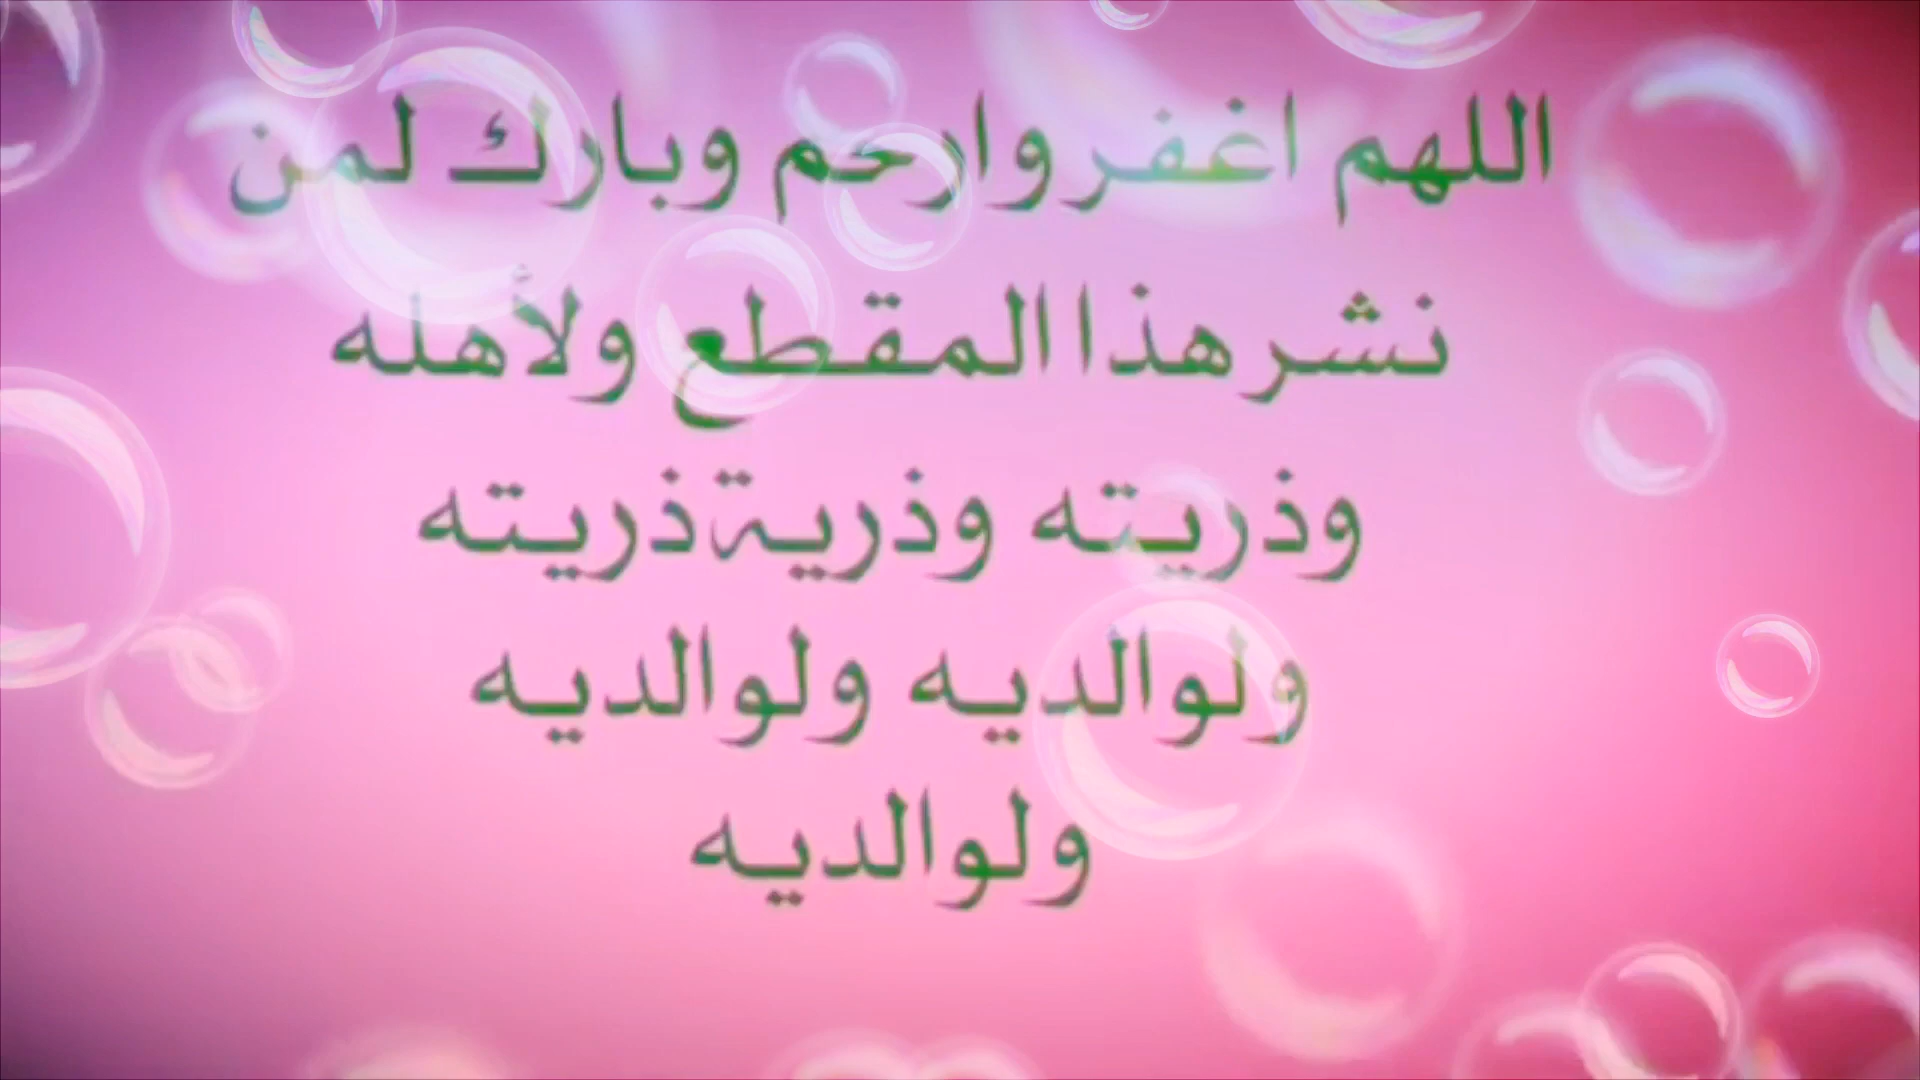 اللهم اغفر وارحم وبارك لمن
نشر هذا المقطع ولأهله
وذريته وذرية ذريته
ولوالديه ولوالديه
ولوالديه